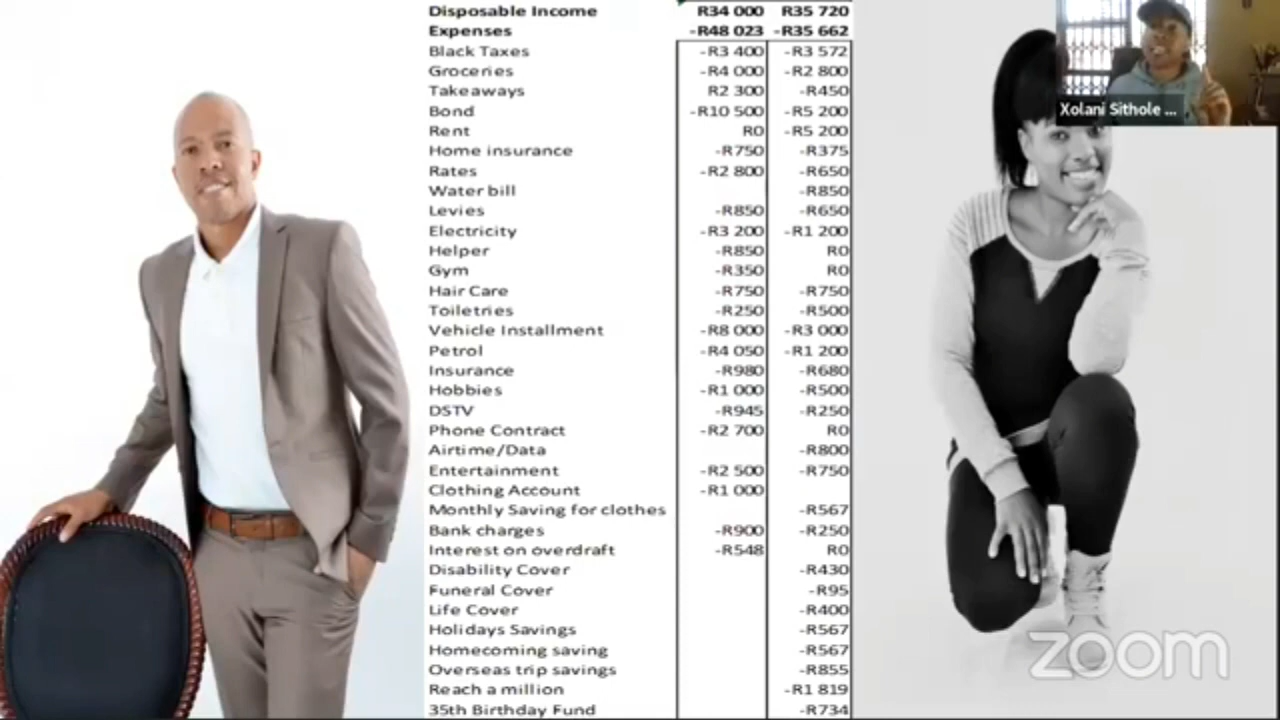 Disposable Income R34 000 R35 720
Expenses -R48 023 -R35 662
Black Taxes -R3 400 -R3 572
Groceries -R4 000 -R2 800
Takeaways R2 300 -R450
Bond -R10 500 -R5 200
Rent R0 -R5 200
Home insurance -R750 -R375
Rates -R2 800 -R650
Water bill -R850
Levies -R850 -R650
Electricity -R3 200 -R1 200
Helper -R850 R0
Gym -R350 R0
Hair Care -R750 -R750
Toiletries -R250 -R500
Vehicle Installment -R8 000 -R3 000
Petrol -R4 050 -R1 200
Insurance -R980 -R680
Hobbies -R1 000 -R500
DSTV -R945 -R250
Phone Contract -R2 700 R0
Airtime/Data -R800
Entertainment -R2 500 -R750
Clothing Account -R1 000
Monthly Saving for clothes -R567
Bank charges -R900 -R250
Interest on overdraft -R548 R0
Disability Cover -R430
Funeral Cover -R95
Life Cover -R400
Holidays Savings -R567
Homecoming saving -R567
Overseas trip savings -R855
Reach a million -R1 819
35th Birthday Fund -R734
Xolani Sithole ...
zoom